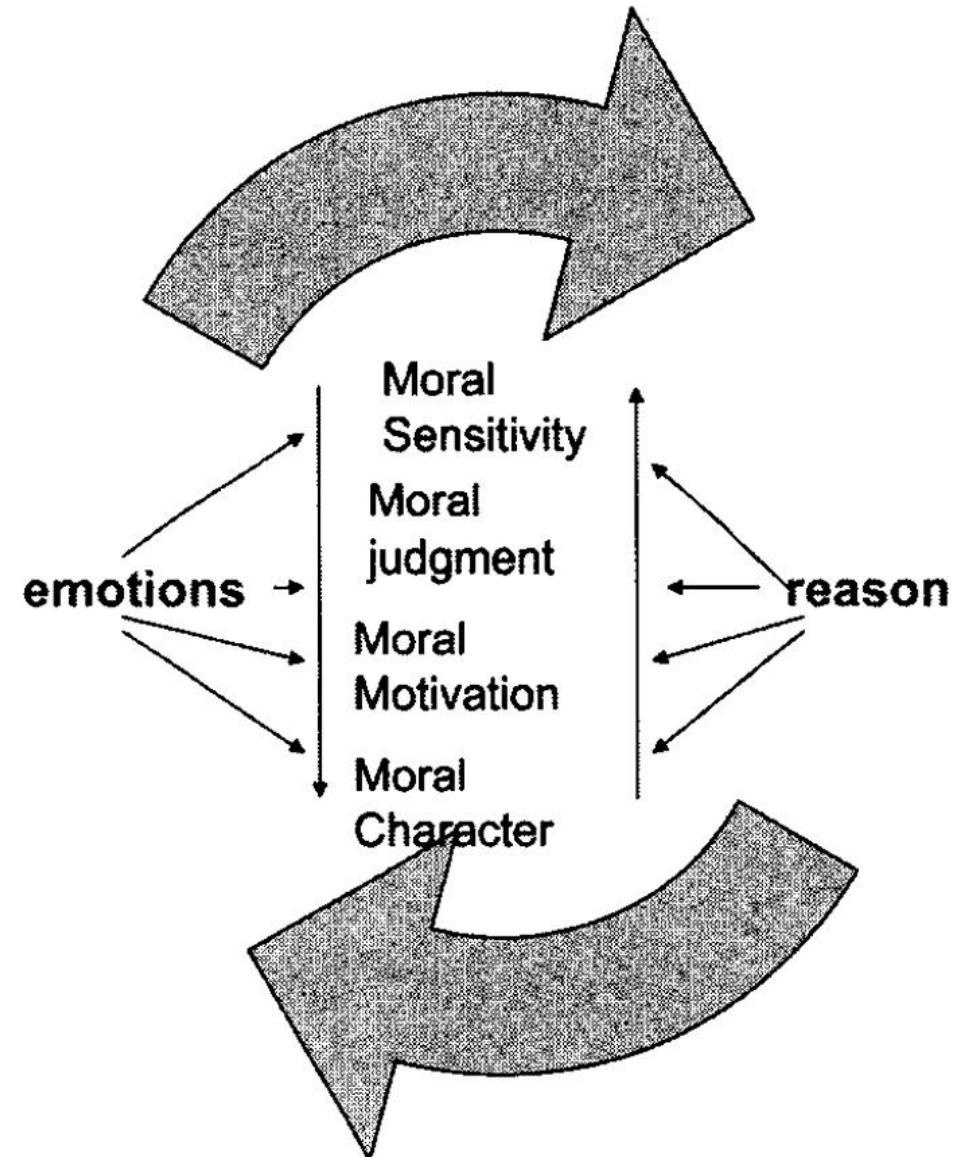 Moral
Sensitivity
Moral
judgment
emotions
reason
Moral
Motivation
Moral
Character